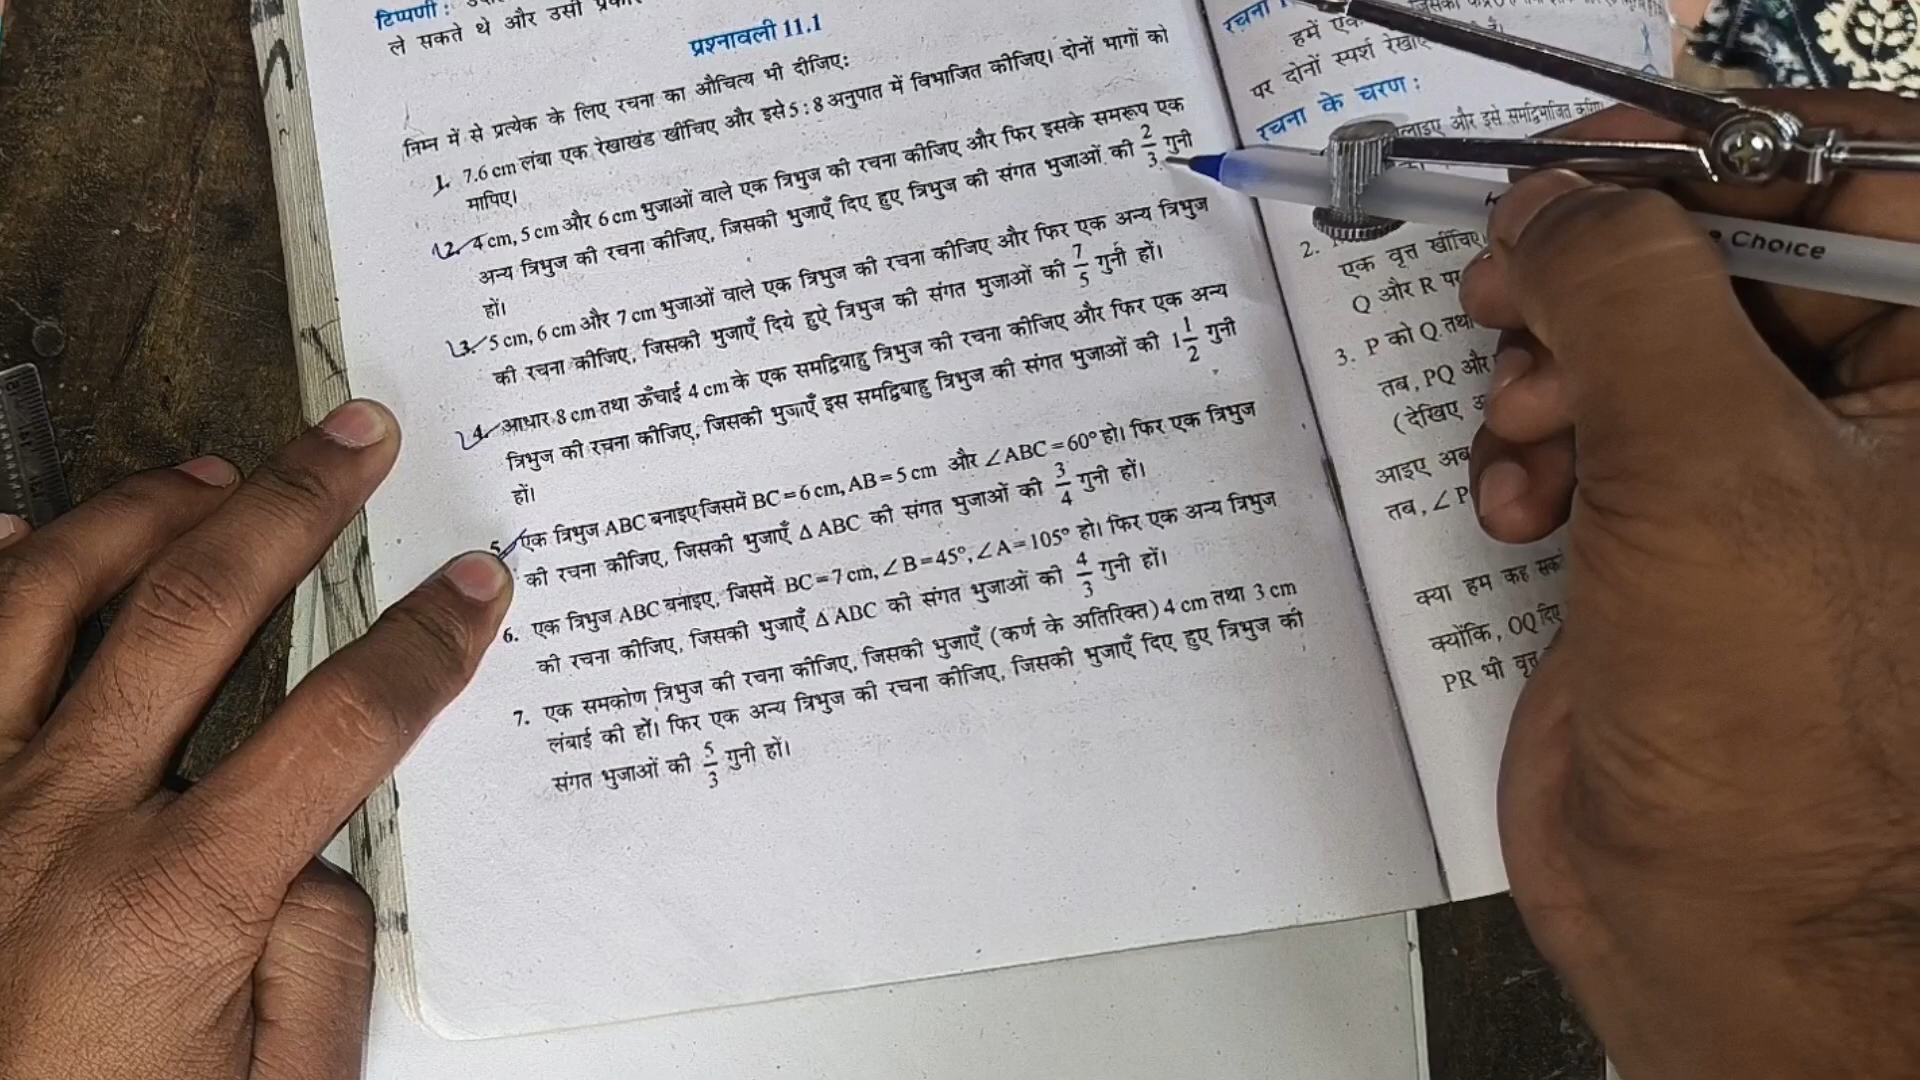 टिप्पणी :
ले सकते थे और उसी
प्रश्नावली 11.1
निम्न में से प्रत्येक के लिए रचना का औचित्य भी दीजिए:
1. 7.6 cm लंबा एक रेखाखंड खींचिए और इसे 5 : 8 अनुपात में विभाजित कीजिए। दोनों भागों को
मापिए।
2. 4 cm, 5 cm और 6 cm भुजाओं वाले एक त्रिभुज की रचना कीजिए और फिर इसके समरूप एक
अन्य त्रिभुज की रचना कीजिए, जिसकी भुजाएँ दिए हुए त्रिभुज की संगत भुजाओं की 2/3 गुनी
हों।
3. 5 cm, 6 cm और 7 cm भुजाओं वाले एक त्रिभुज की रचना कीजिए और फिर एक अन्य त्रिभुज
की रचना कीजिए, जिसकी भुजाएँ दिये हुऐ त्रिभुज की संगत भुजाओं की 7/5 गुनी हों।
4. आधार 8 cm तथा ऊँचाई 4 cm के एक समद्विबाहु त्रिभुज की रचना कीजिए और फिर एक अन्य
त्रिभुज की रचना कीजिए, जिसकी भुजाएँ इस समद्विबाहु त्रिभुज की संगत भुजाओं की 1 1/2 गुनी
हों।
5. एक त्रिभुज ABC बनाइए जिसमें BC = 6 cm, AB = 5 cm और ∠ABC = 60° हो। फिर एक त्रिभुज
की रचना कीजिए, जिसकी भुजाएँ Δ ABC की संगत भुजाओं की 3/4 गुनी हों।
6. एक त्रिभुज ABC बनाइए, जिसमें BC = 7 cm, ∠B = 45°, ∠A = 105° हो। फिर एक अन्य त्रिभुज
की रचना कीजिए, जिसकी भुजाएँ Δ ABC की संगत भुजाओं की 4/3 गुनी हों।
7. एक समकोण त्रिभुज की रचना कीजिए, जिसकी भुजाएँ (कर्ण के अतिरिक्त) 4 cm तथा 3 cm
लंबाई की हों। फिर एक अन्य त्रिभुज की रचना कीजिए, जिसकी भुजाएँ दिए हुए त्रिभुज की
संगत भुजाओं की 5/3 गुनी हों।
रचना
हमें एक
पर दोनों स्पर्श रेखाएँ
रचना के चरण :
और इसे समद्विभाजित करिए।
2.
एक वृत्त खींचिए।
Q और R पर
3. P को Q तथा
तब, PQ और
(देखिए
आइए अब
तब, ∠ P
क्या हम कह सक
क्योंकि, OQ दिए
PR भी वृत्त
Choice